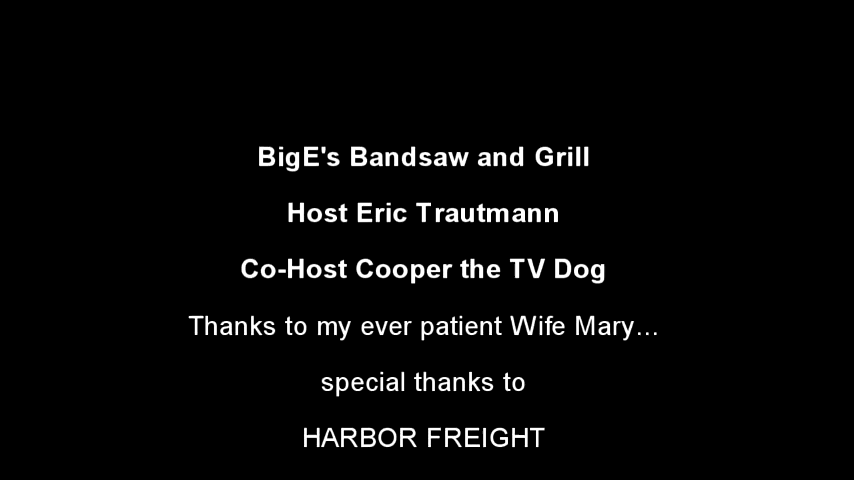 BigE's Bandsaw and Grill
Host Eric Trautmann
Co-Host Cooper the TV Dog
Thanks to my ever patient Wife Mary...
special thanks to
HARBOR FREIGHT